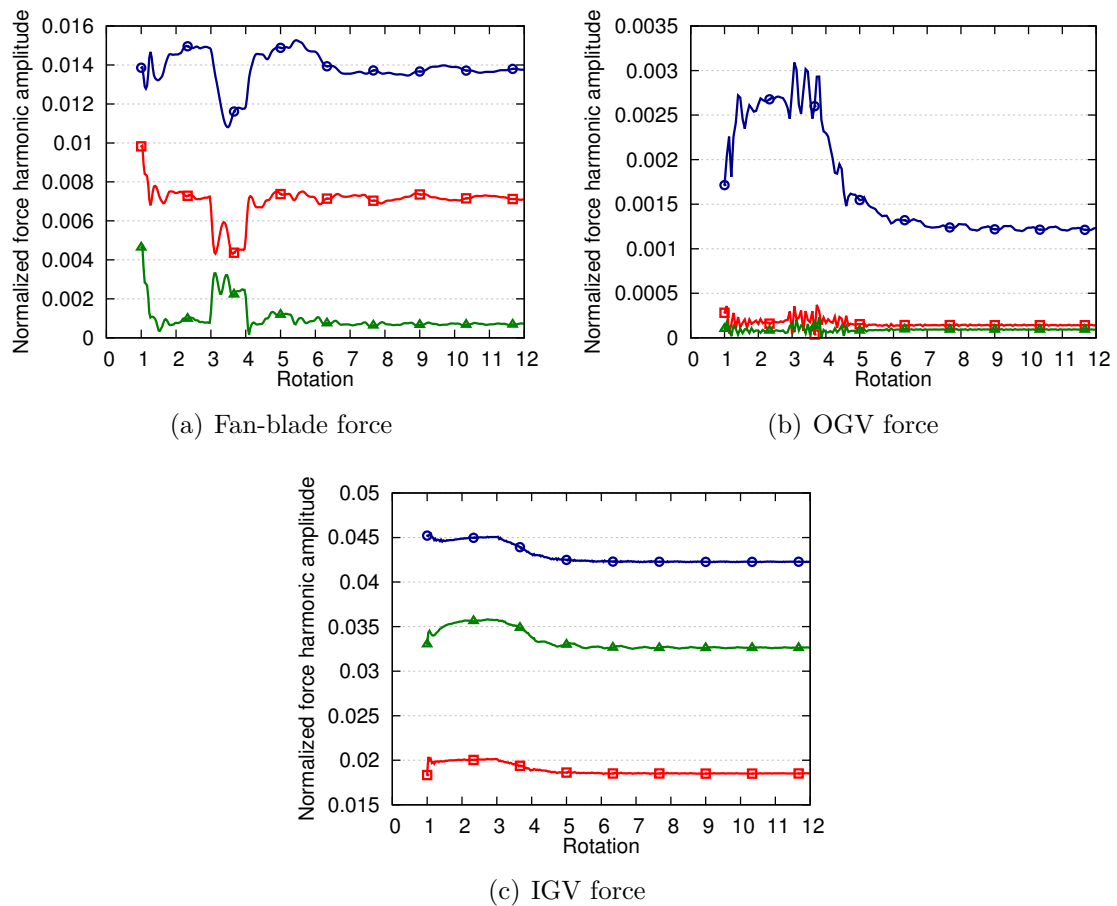 Normalized force harmonic amplitude
0.016
0.014
0.012
0.01
0.008
0.006
0.004
0.002
0
0 1 2 3 4 5 6 7 8 9 10 11 12
Rotation
(a) Fan-blade force
Normalized force harmonic amplitude
0.0035
0.003
0.0025
0.002
0.0015
0.001
0.0005
0
0 1 2 3 4 5 6 7 8 9 10 11 12
Rotation
(b) OGV force
Normalized force harmonic amplitude
0.05
0.045
0.04
0.035
0.03
0.025
0.02
0.015
0 1 2 3 4 5 6 7 8 9 10 11 12
Rotation
(c) IGV force